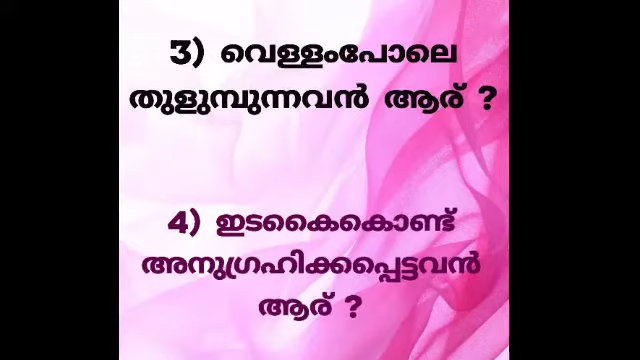 3) വെള്ളംപോലെ
തുളുമ്പുന്നവൻ ആര് ?
4) ഇടകൈകൊണ്ട്
അനുഗ്രഹിക്കപ്പെട്ടവൻ
ആര് ?